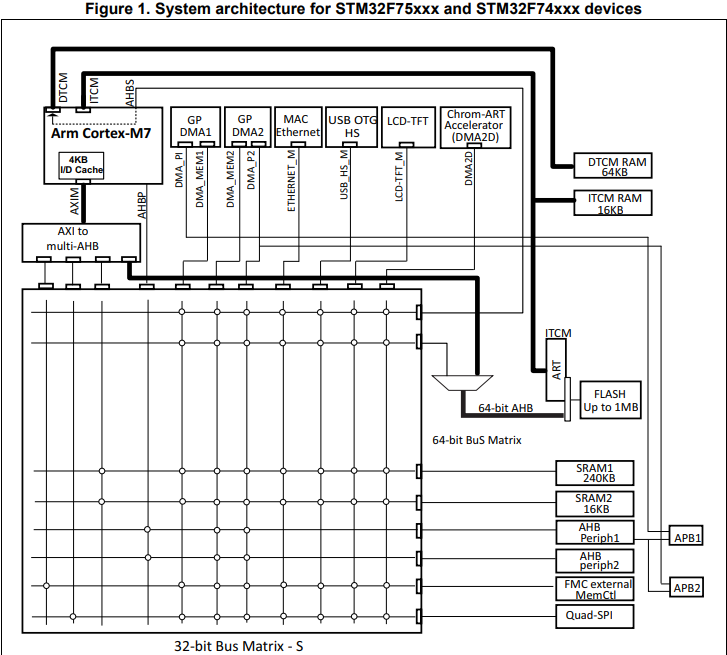 Figure 1. System architecture for STM32F75xxx and STM32F74xxx devices
DTCM
ITCM
AHBS
Arm Cortex-M7
4KB
I/D Cache
GP
DMA1
GP
DMA2
MAC
Ethernet
USB OTG
HS
LCD-TFT
Chrom-ART
Accelerator
(DMA2D)
DTCM RAM
64KB
ITCM RAM
16KB
AXIM
AHBP
DMA_PI
DMA_MEM1
DMA_MEM2
DMA_P2
ETHERNET_M
USB_HS_M
LCD-TFT_M
DMA2D
AXI to
multi-AHB
ITCM
ART
FLASH
Up to 1MB
64-bit AHB
64-bit BuS Matrix
SRAM1
240KB
SRAM2
16KB
AHB
Periph1
APB1
AHB
periph2
FMC external
MemCtl
APB2
Quad-SPI
32-bit Bus Matrix - S